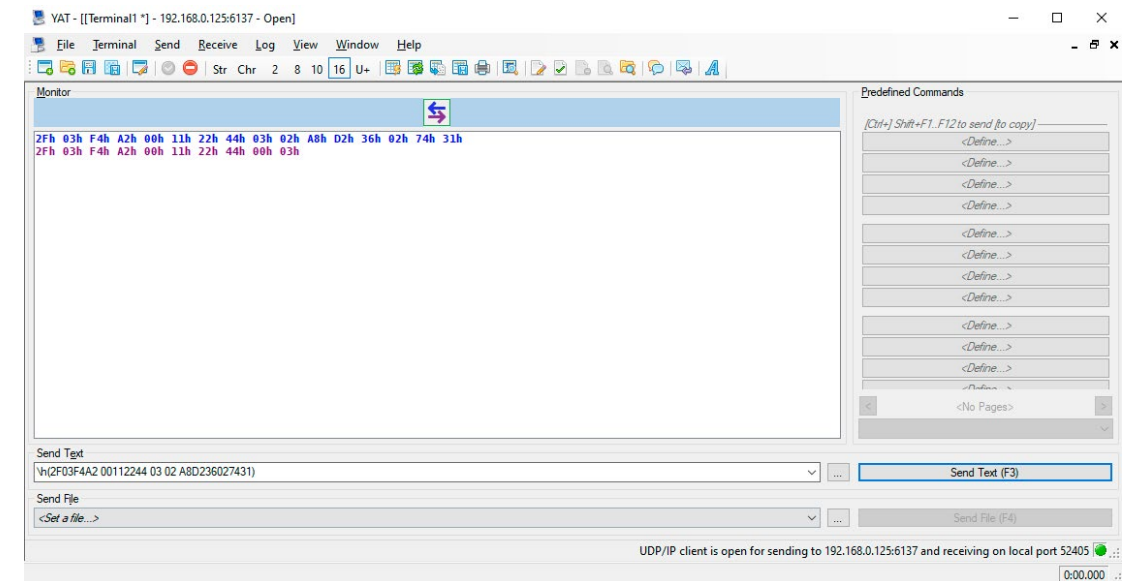 YAT - [[Terminal1 *] - 192.168.0.125:6137 - Open]
File Terminal Send Receive Log View Window Help
Str Chr 2 8 10 16 U+
Monitor
2Fh 03h F4h A2h 00h 11h 22h 44h 03h 02h A8h D2h 36h 02h 74h 31h
2Fh 03h F4h A2h 00h 11h 22h 44h 00h 03h
Predefined Commands
[Ctrl+] Shift+F1..F12 to send [to copy]
<Define...>
<Define...>
<Define...>
<Define...>
<Define...>
<Define...>
<Define...>
<Define...>
<Define...>
<Define...>
<Define...>
<Define...>
< <No Pages> >
Send Text
\h(2F03F4A2 00112244 03 02 A8D236027431)
...
Send Text (F3)
Send File
<Set a file...>
...
Send File (F4)
UDP/IP client is open for sending to 192.168.0.125:6137 and receiving on local port 52405
0:00.000